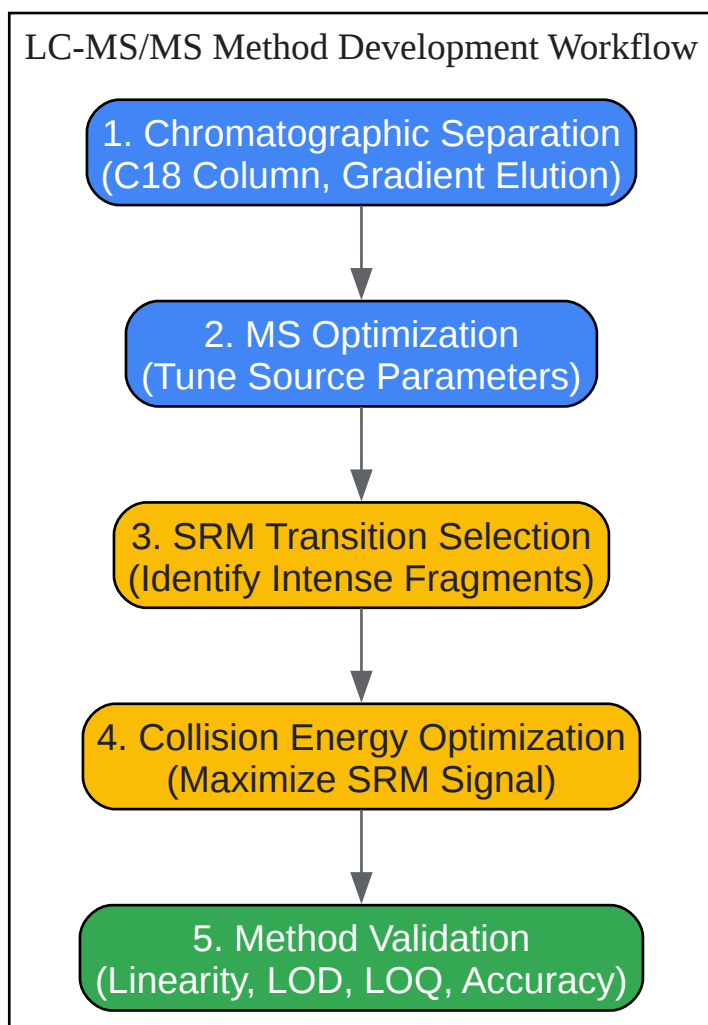 LC-MS/MS Method Development Workflow
1. Chromatographic Separation
(C18 Column, Gradient Elution)
2. MS Optimization
(Tune Source Parameters)
3. SRM Transition Selection
(Identify Intense Fragments)
4. Collision Energy Optimization
(Maximize SRM Signal)
5. Method Validation
(Linearity, LOD, LOQ, Accuracy)